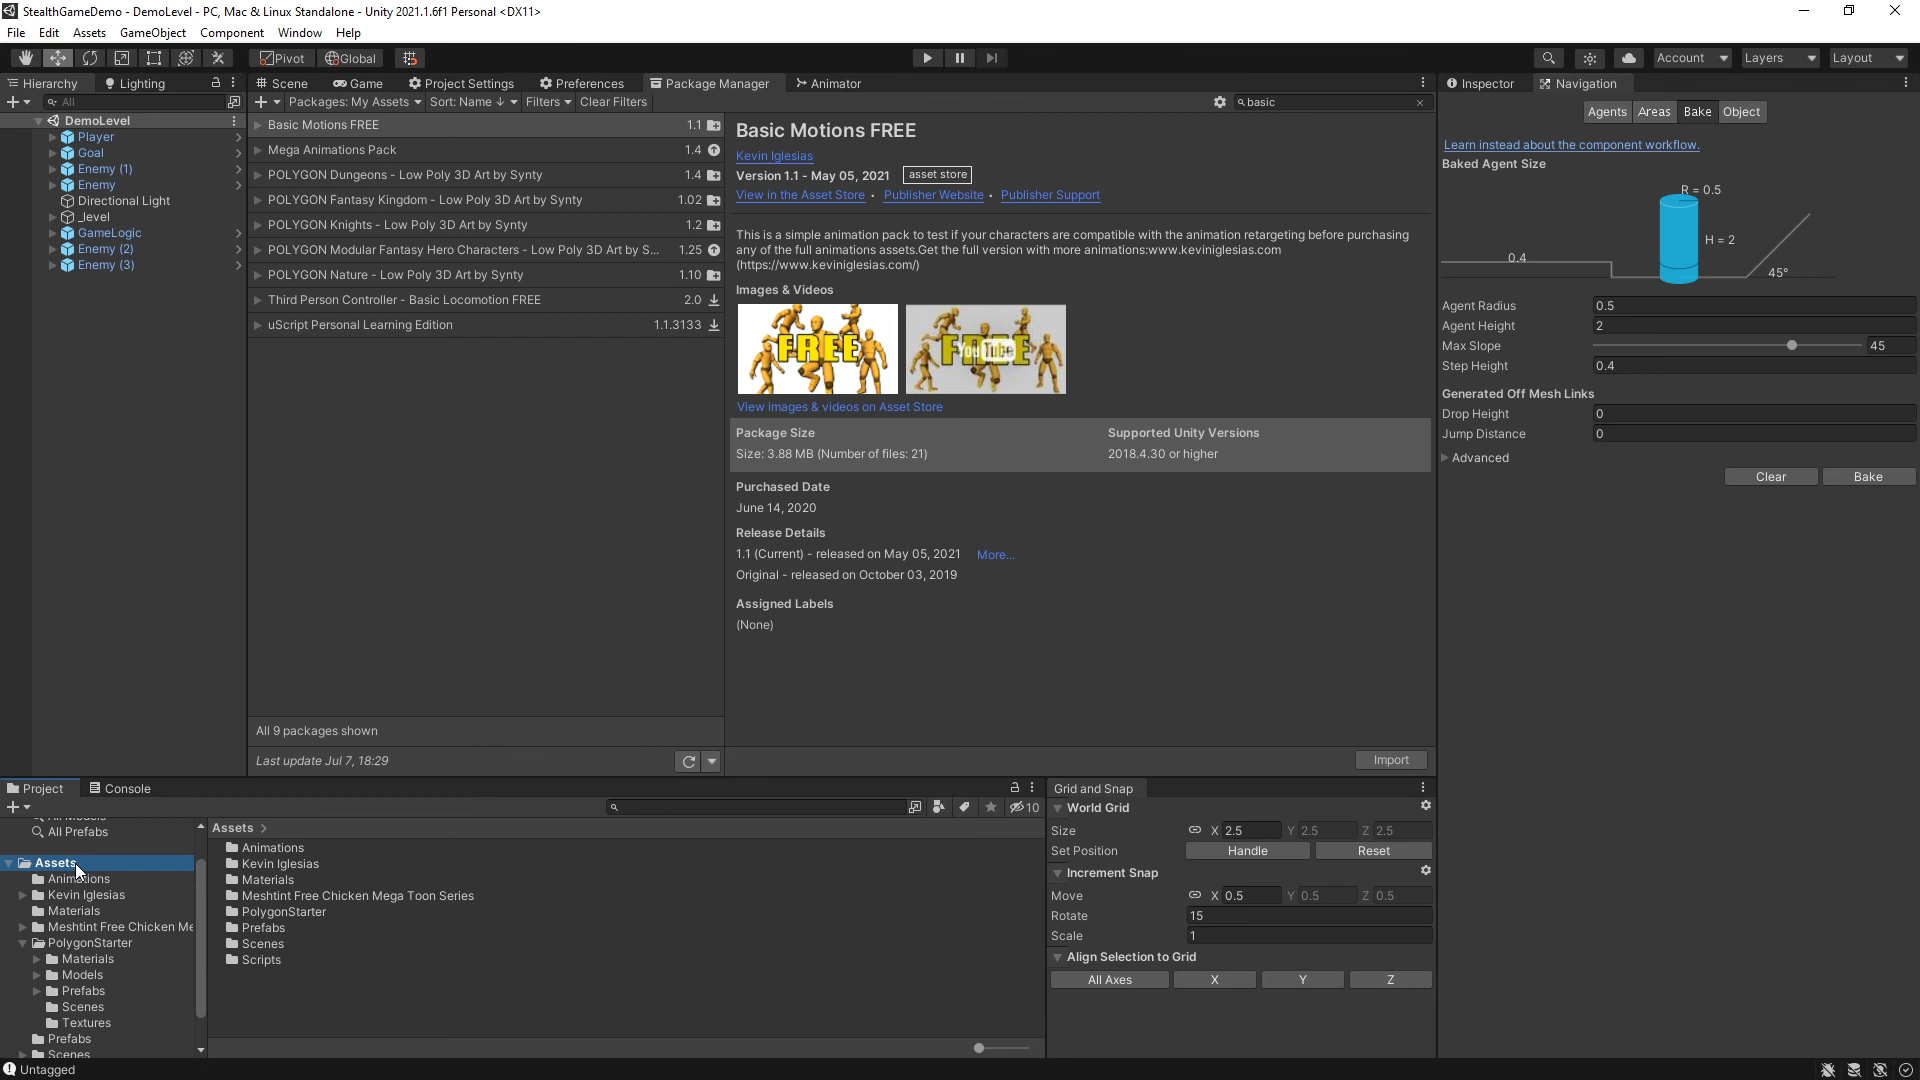 StealthGameDemo - DemoLevel - PC, Mac & Linux Standalone - Unity 2021.1.6f1 Personal <DX11>
File Edit Assets GameObject Component Window Help
Pivot Global Account Layers Layout
Hierarchy Lighting
All
DemoLevel
Player
Goal
Enemy (1)
Enemy
Directional Light
_level
GameLogic
Enemy (2)
Enemy (3)
Scene Game Project Settings Preferences Package Manager Animator
Packages: My Assets Sort: Name ↓ Filters Clear Filters basic
Basic Motions FREE 1.1
Mega Animations Pack 1.4
POLYGON Dungeons - Low Poly 3D Art by Synty 1.4
POLYGON Fantasy Kingdom - Low Poly 3D Art by Synty 1.02
POLYGON Knights - Low Poly 3D Art by Synty 1.2
POLYGON Modular Fantasy Hero Characters - Low Poly 3D Art by S... 1.25
POLYGON Nature - Low Poly 3D Art by Synty 1.10
Third Person Controller - Basic Locomotion FREE 2.0
uScript Personal Learning Edition 1.1.3133
All 9 packages shown
Last update Jul 7, 18:29
Basic Motions FREE
Kevin Iglesias
Version 1.1 - May 05, 2021 asset store
View in the Asset Store • Publisher Website • Publisher Support
This is a simple animation pack to test if your characters are compatible with the animation retargeting before purchasing
any of the full animations assets.Get the full version with more animations:www.keviniglesias.com
(https://www.keviniglesias.com/)
Images & Videos
FREE
FREE
YouTube
View images & videos on Asset Store
Package Size Supported Unity Versions
Size: 3.88 MB (Number of files: 21) 2018.4.30 or higher
Purchased Date
June 14, 2020
Release Details
1.1 (Current) - released on May 05, 2021 More...
Original - released on October 03, 2019
Assigned Labels
(None)
Import
Inspector Navigation
Agents Areas Bake Object
Learn instead about the component workflow.
Baked Agent Size
R = 0.5
H = 2
0.4
45°
Agent Radius 0.5
Agent Height 2
Max Slope 45
Step Height 0.4
Generated Off Mesh Links
Drop Height 0
Jump Distance 0
Advanced
Clear Bake
Project Console
10
All Models
All Prefabs
Assets
Animations
Kevin Iglesias
Materials
Meshtint Free Chicken Me
PolygonStarter
Materials
Models
Prefabs
Scenes
Textures
Prefabs
Scenes
Assets >
Animations
Kevin Iglesias
Materials
Meshtint Free Chicken Mega Toon Series
PolygonStarter
Prefabs
Scenes
Scripts
Grid and Snap
World Grid
Size X 2.5 Y 2.5 Z 2.5
Set Position Handle Reset
Increment Snap
Move X 0.5 Y 0.5 Z 0.5
Rotate 15
Scale 1
Align Selection to Grid
All Axes X Y Z
Untagged